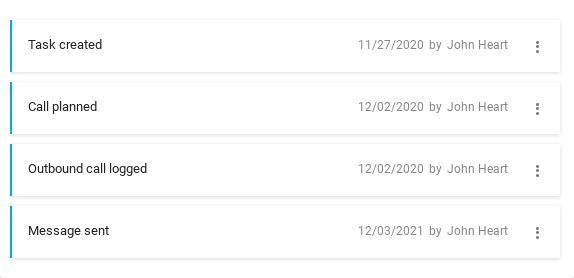 Task created 11/27/2020 by John Heart
Call planned 12/02/2020 by John Heart
Outbound call logged 12/02/2020 by John Heart
Message sent 12/03/2021 by John Heart